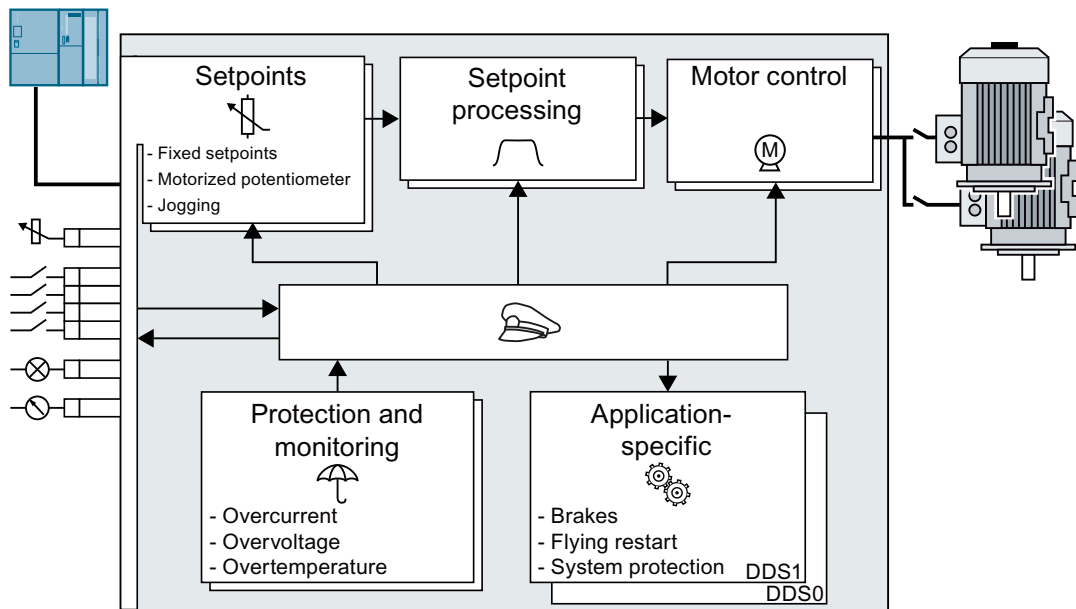 Setpoints
- Fixed setpoints
- Motorized potentiometer
- Jogging
Setpoint
processing
Motor control
M
Protection and
monitoring
- Overcurrent
- Overvoltage
- Overtemperature
Application-
specific
- Brakes
- Flying restart
- System protection
DDS1
DDS0